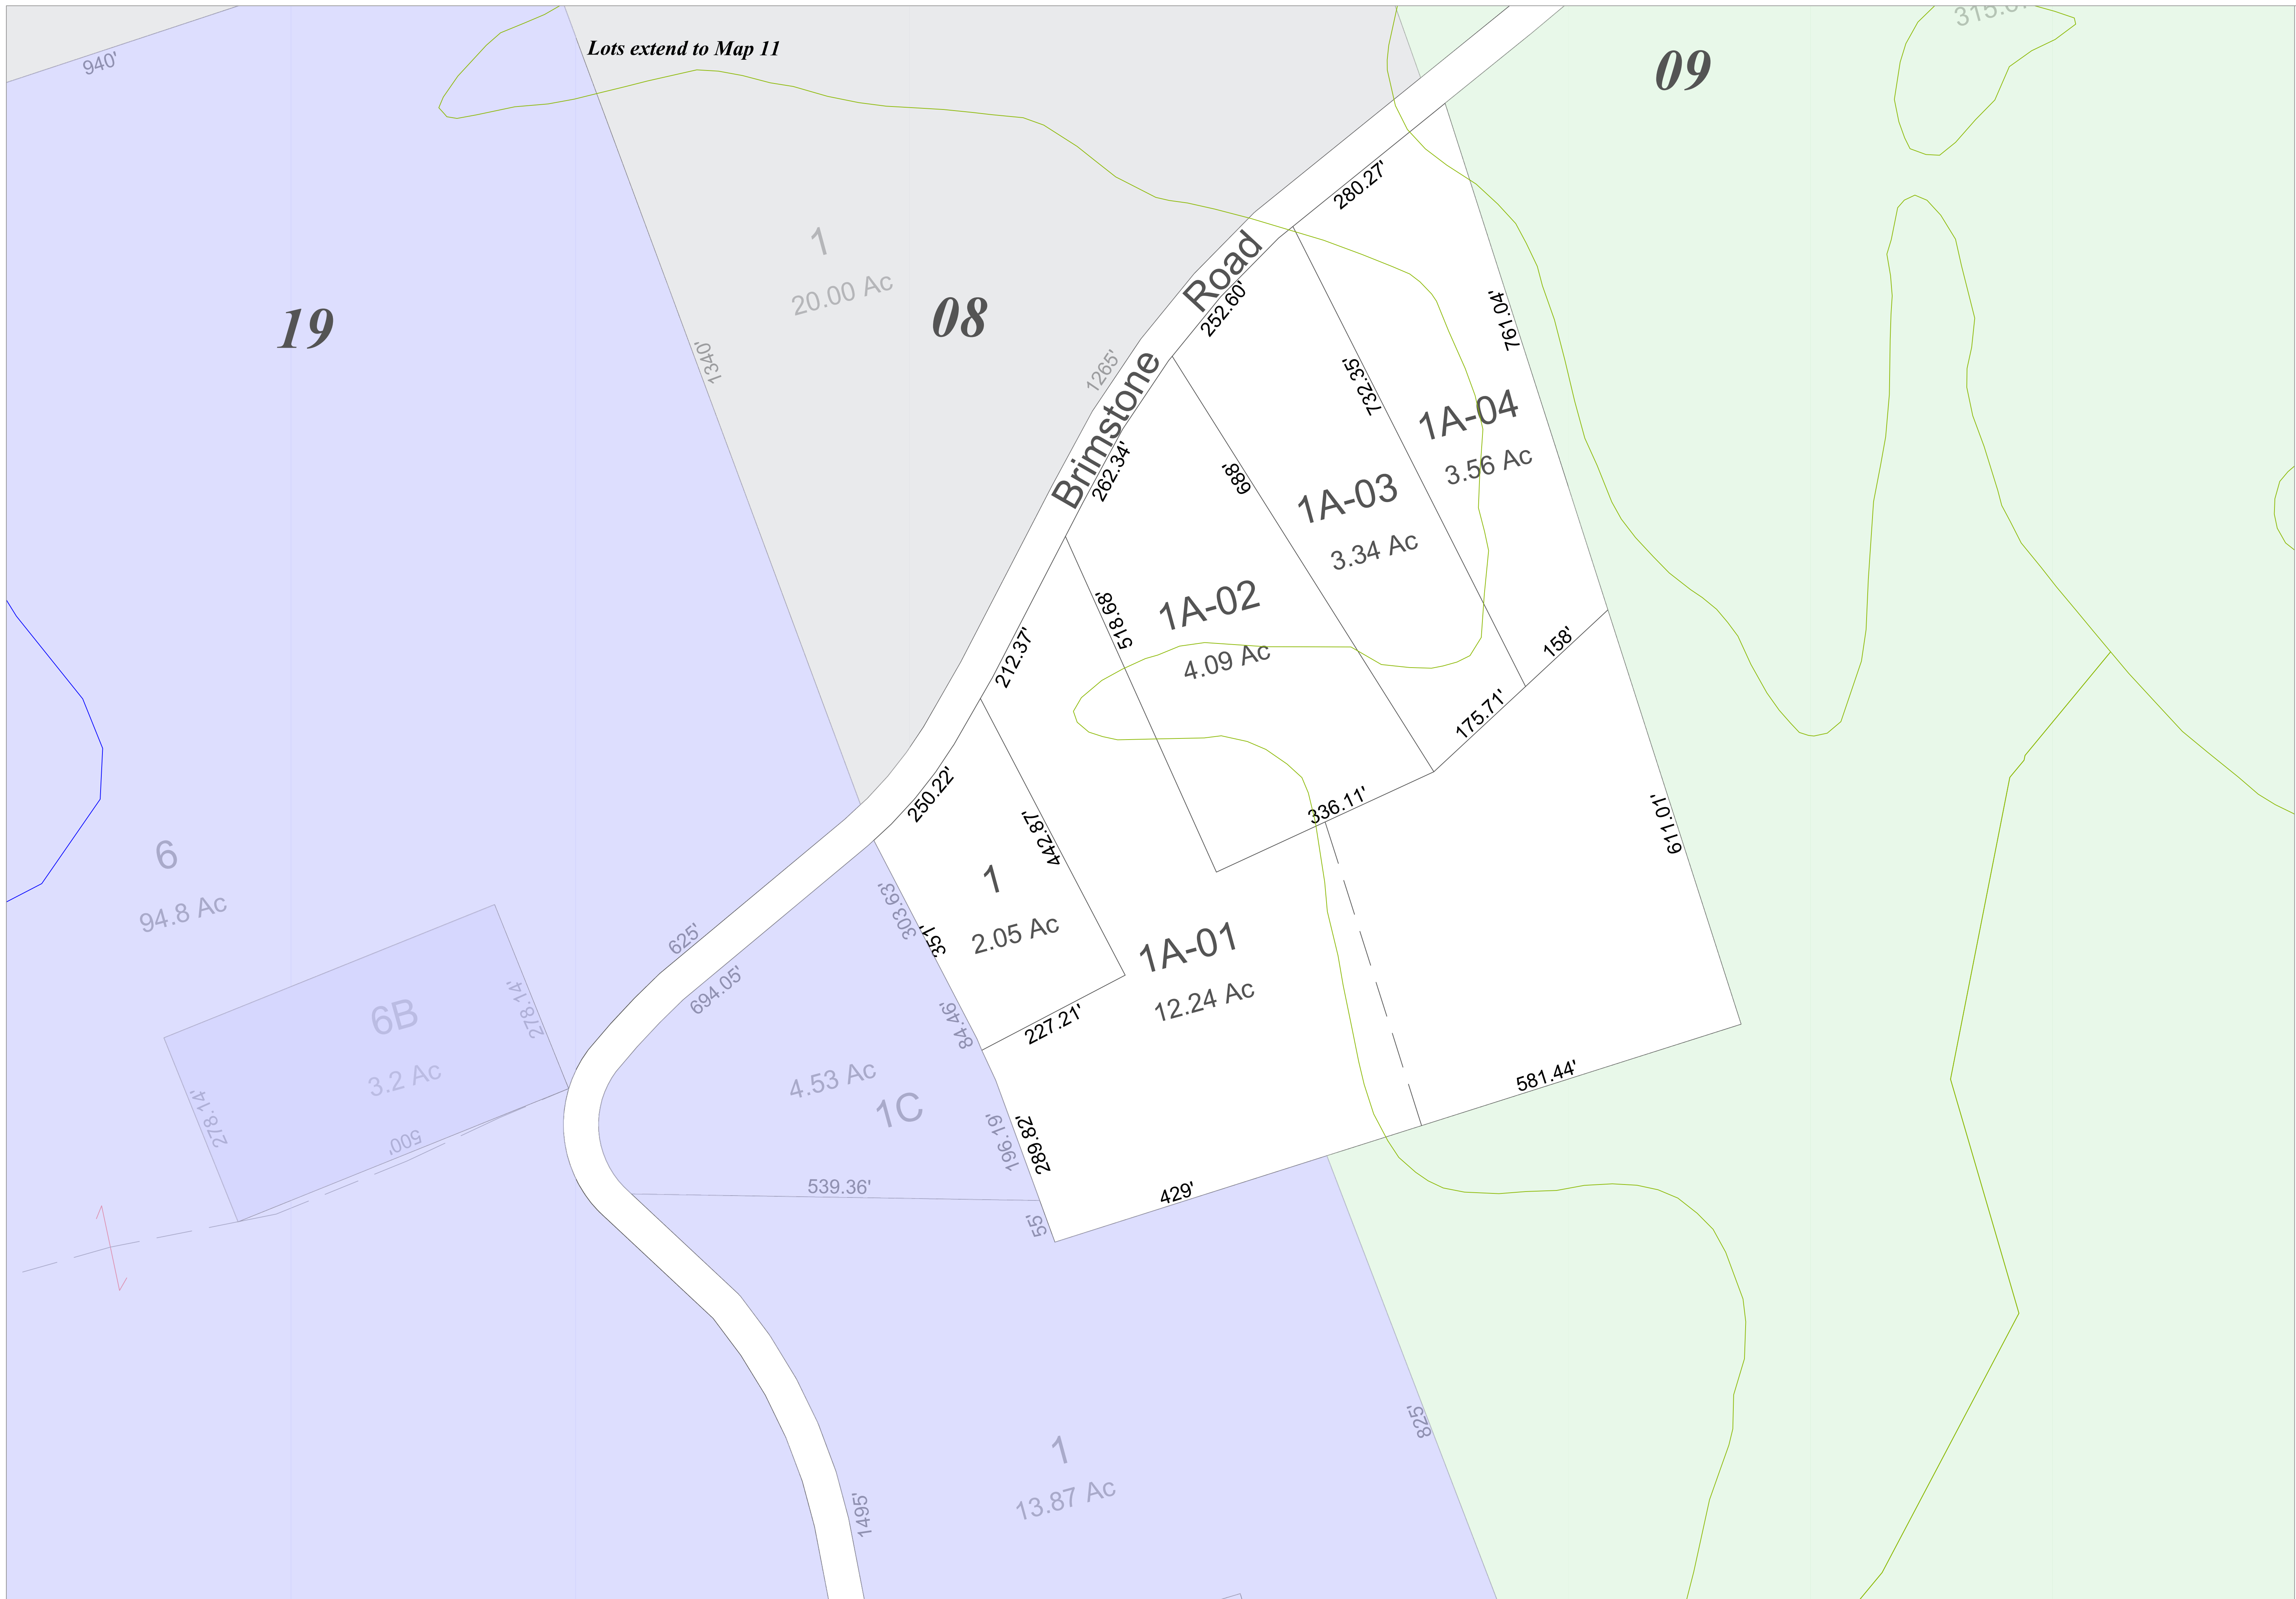 940'
Lots extend to Map 11
09
19
1
20.00 Ac
08
1340'
1265'
Brimstone Road
280.27'
252.60'
761.04'
732.35'
1A-04
3.56 Ac
262.34'
688'
1A-03
3.34 Ac
518.68'
1A-02
4.09 Ac
212.37'
158'
175.71'
250.22'
336.11'
442.87'
611.01'
6
94.8 Ac
1
2.05 Ac
303.63'
351'
625'
694.05'
1A-01
12.24 Ac
6B
3.2 Ac
278.14'
278.14'
500'
84.46'
227.21'
4.53 Ac
1C
581.44'
196.19'
289.82'
539.36'
429'
55'
825'
1
13.87 Ac
1495'